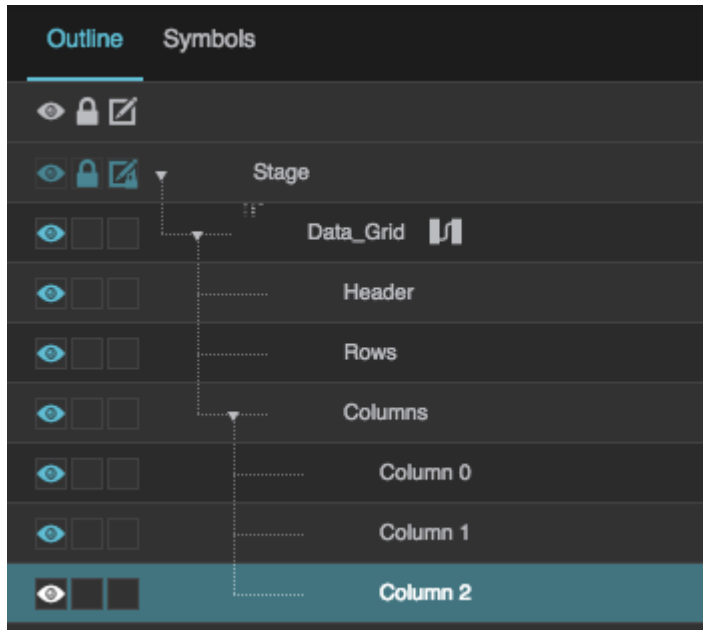 Outline Symbols
Stage
Data_Grid
Header
Rows
Columns
Column 0
Column 1
Column 2